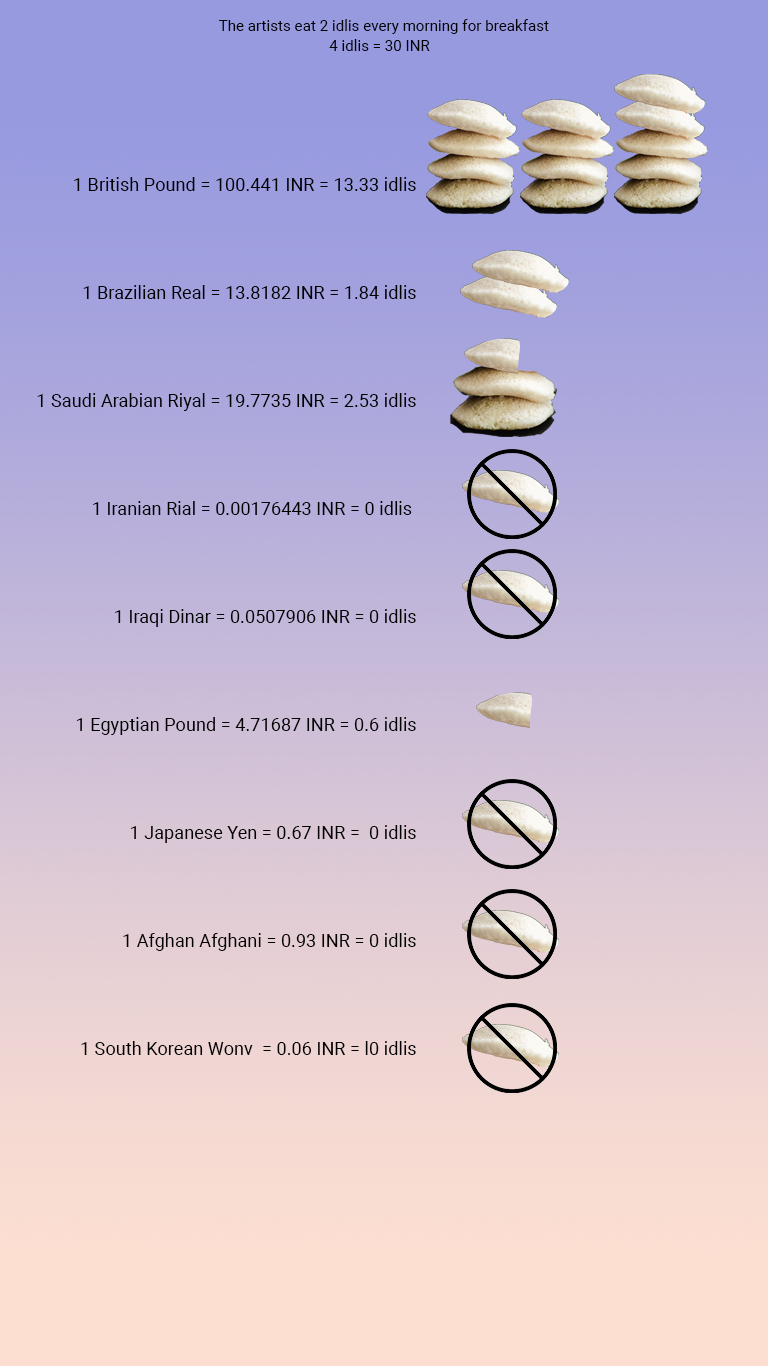 The artists eat 2 idlis every morning for breakfast
4 idlis = 30 INR
1 British Pound = 100.441 INR = 13.33 idlis
1 Brazilian Real = 13.8182 INR = 1.84 idlis
1 Saudi Arabian Riyal = 19.7735 INR = 2.53 idlis
1 Iranian Rial = 0.00176443 INR = 0 idlis
1 Iraqi Dinar = 0.0507906 INR = 0 idlis
1 Egyptian Pound = 4.71687 INR = 0.6 idlis
1 Japanese Yen = 0.67 INR =  0 idlis
1 Afghan Afghani = 0.93 INR = 0 idlis
1 South Korean Wonv  = 0.06 INR = l0 idlis